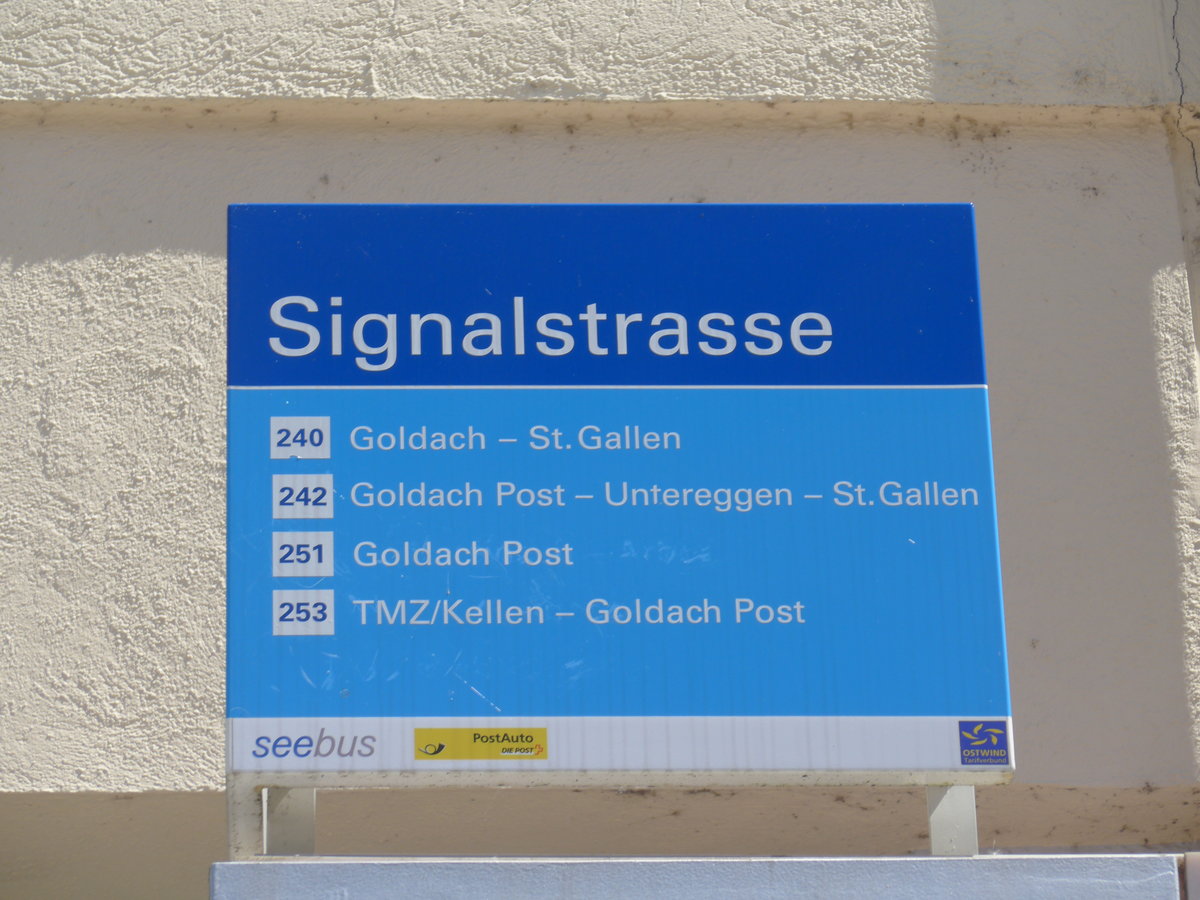 Signalstrasse
240 Goldach – St. Gallen
242 Goldach Post – Untereggen – St. Gallen
251 Goldach Post
253 TMZ/Kellen – Goldach Post
seebus PostAuto
DIE POST
OSTWIND
Tarifverbund